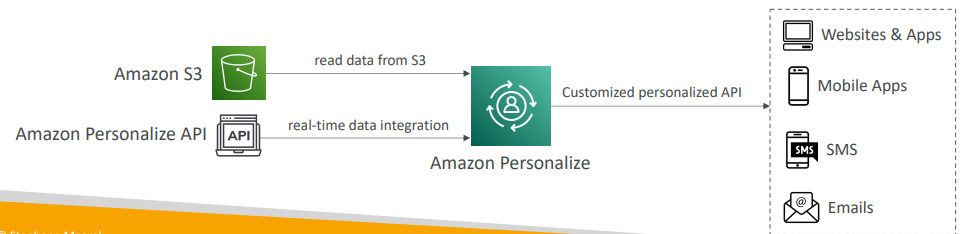 Amazon S3
read data from S3
Amazon Personalize API
API
real-time data integration
Amazon Personalize
Customized personalized API
Websites & Apps
Mobile Apps
SMS
SMS
@
Emails